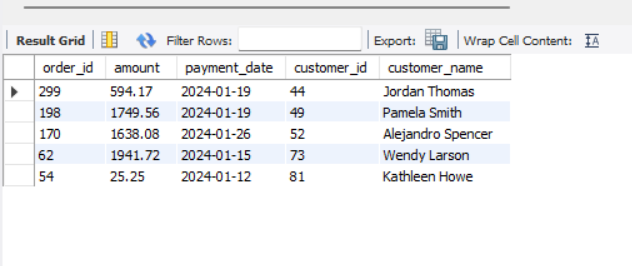 Result Grid Filter Rows: Export: Wrap Cell Content:
order_id amount payment_date customer_id customer_name
299 594.17 2024-01-19 44 Jordan Thomas
198 1749.56 2024-01-19 49 Pamela Smith
170 1638.08 2024-01-26 52 Alejandro Spencer
62 1941.72 2024-01-15 73 Wendy Larson
54 25.25 2024-01-12 81 Kathleen Howe